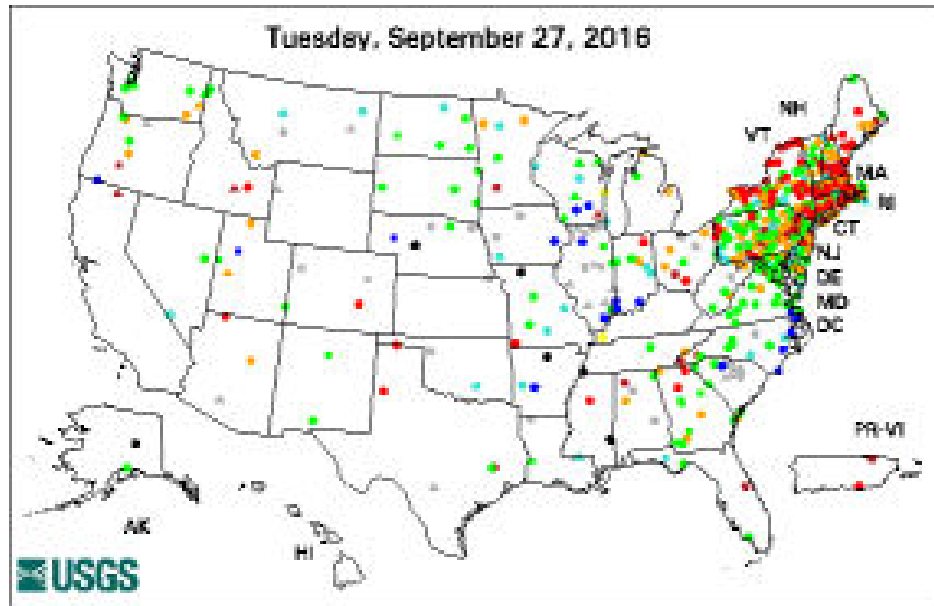 Tuesday, September 27, 2016
NH
VT
MA
RI
CT
NJ
DE
MD
DC
PR-VI
AK
HI
USGS